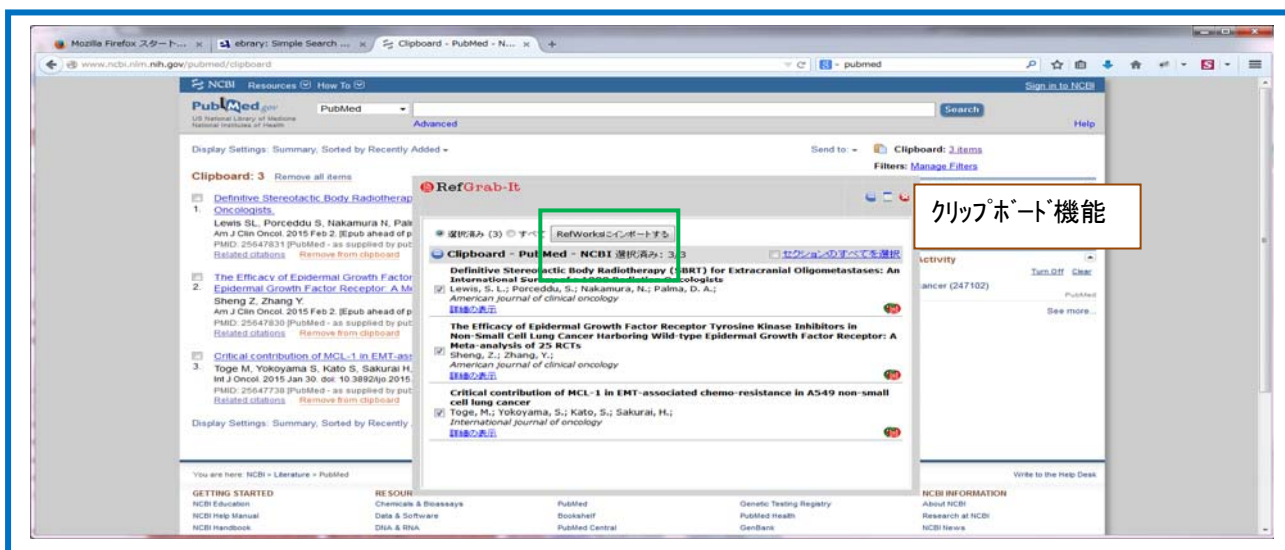 Mozilla Firefox スタート...
ebrary: Simple Search ...
Clipboard - PubMed - N...
www.ncbi.nlm.nih.gov/pubmed/clipboard
pubmed
NCBI Resources How To
Sign in to NCBI
PubMed.gov
US National Library of Medicine
National Institutes of Health
PubMed
Search
Advanced
Help
Display Settings: Summary, Sorted by Recently Added
Send to:
Clipboard: 3 items
Filters: Manage Filters
Clipboard: 3 Remove all items
1. Definitive Stereotactic Body Radiotherap
Oncologists.
Lewis SL, Porceddu S, Nakamura N, Pal
Am J Clin Oncol. 2015 Feb 2. [Epub ahead of p
PMID: 25647831 [PubMed - as supplied by pub
Related citations Remove from clipboard
2. The Efficacy of Epidermal Growth Factor
Epidermal Growth Factor Receptor: A M
Sheng Z, Zhang Y.
Am J Clin Oncol. 2015 Feb 2. [Epub ahead of p
PMID: 25647830 [PubMed - as supplied by pub
Related citations Remove from clipboard
3. Critical contribution of MCL-1 in EMT-ass
Toge M, Yokoyama S, Kato S, Sakurai H,
Int J Oncol. 2015 Jan 30. doi: 10.3892/ijo.2015
PMID: 25647738 [PubMed - as supplied by pub
Related citations Remove from clipboard
Display Settings: Summary, Sorted by Recently
RefGrab-It
選択済み (3) すべて RefWorksにインポートする
Clipboard - PubMed - NCBI 選択済み: 3/3 セクションのすべてを選択
Definitive Stereotactic Body Radiotherapy (SBRT) for Extracranial Oligometastases: An
International Survey of
Oncologists
Lewis, S. L.; Porceddu, S.; Nakamura, N.; Palma, D. A.;
American journal of clinical oncology
詳細の表示
The Efficacy of Epidermal Growth Factor Receptor Tyrosine Kinase Inhibitors in
Non-Small Cell Lung Cancer Harboring Wild-type Epidermal Growth Factor Receptor: A
Meta-analysis of 25 RCTs
Sheng, Z.; Zhang, Y.;
American journal of clinical oncology
詳細の表示
Critical contribution of MCL-1 in EMT-associated chemo-resistance in A549 non-small
cell lung cancer
Toge, M.; Yokoyama, S.; Kato, S.; Sakurai, H.;
International journal of oncology
詳細の表示
ｸﾘｯﾌﾟﾎﾞｰﾄﾞ機能
ctivity
Turn Off Clear
ancer (247102)
PubMed
See more...
You are here: NCBI > Literature > PubMed
Write to the Help Desk
GETTING STARTED
NCBI Education
NCBI Help Manual
NCBI Handbook
RESOUR
Chemicals & Bioassays
Data & Software
DNA & RNA
PubMed
Bookshelf
PubMed Central
Genetic Testing Registry
PubMed Health
GenBank
NCBI INFORMATION
About NCBI
Research at NCBI
NCBI News